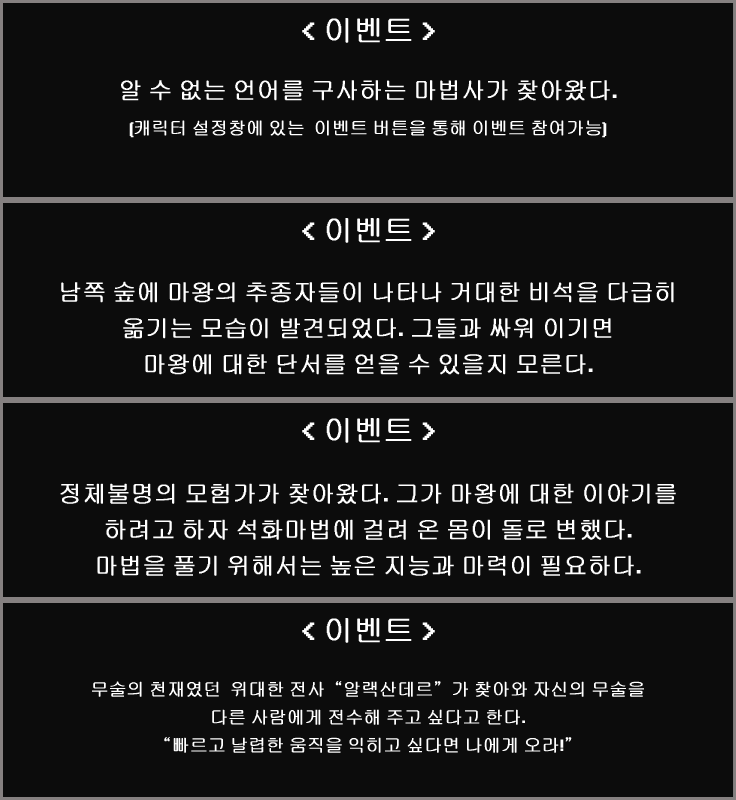 < 이벤트 >
알 수 없는 언어를 구사하는 마법사가 찾아왔다.
(캐릭터 설정창에 있는 이벤트 버튼을 통해 이벤트 참여가능)
< 이벤트 >
남쪽 숲에 마왕의 추종자들이 나타나 거대한 비석을 다급히
옮기는 모습이 발견되었다. 그들과 싸워 이기면
마왕에 대한 단서를 얻을 수 있을지 모른다.
< 이벤트 >
정체불명의 모험가가 찾아왔다. 그가 마왕에 대한 이야기를
하려고 하자 석화마법에 걸려 온 몸이 돌로 변했다.
마법을 풀기 위해서는 높은 지능과 마력이 필요하다.
< 이벤트 >
무술의 천재였던 위대한 전사 “알랙산데르” 가 찾아와 자신의 무술을
다른 사람에게 전수해 주고 싶다고 한다.
“빠르고 날렵한 움직을 익히고 싶다면 나에게 오라!”